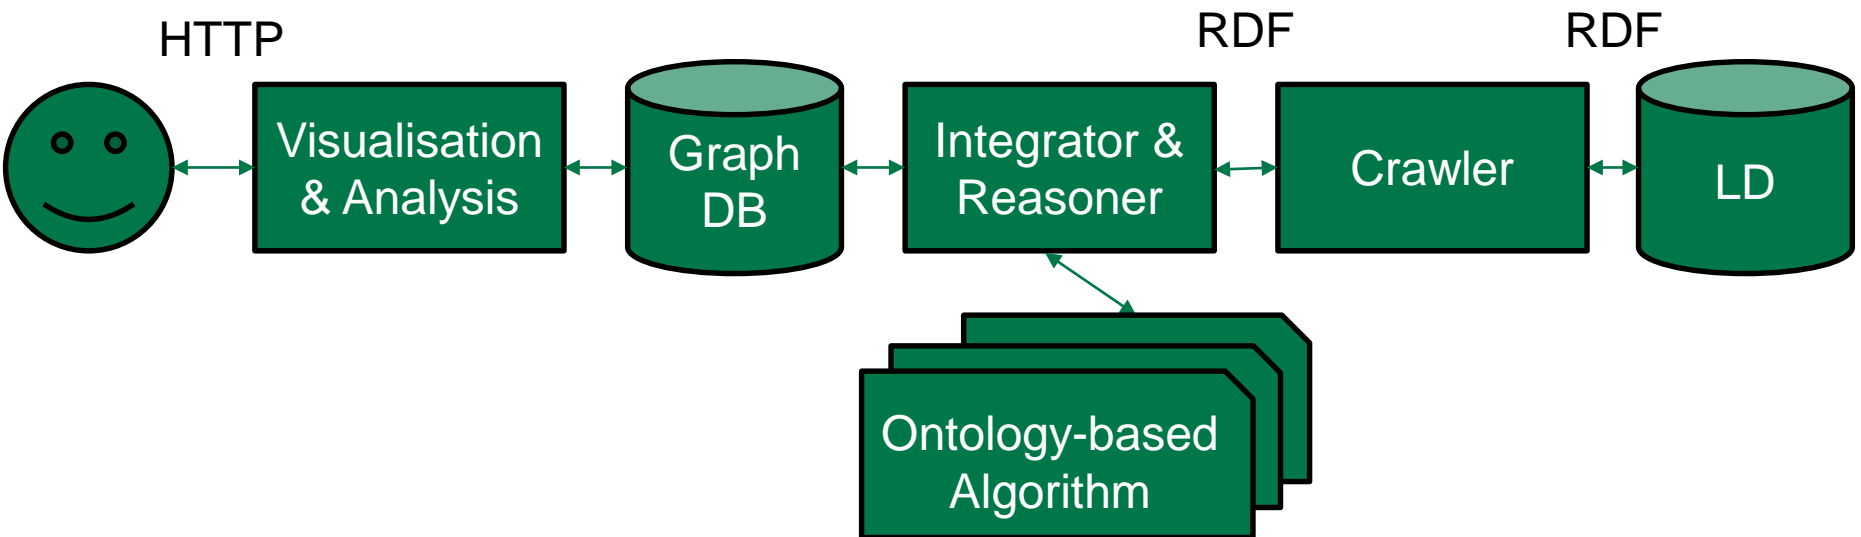 HTTP
RDF
RDF
Visualisation
& Analysis
Graph
DB
Integrator &
Reasoner
Crawler
LD
Ontology-based
Algorithm